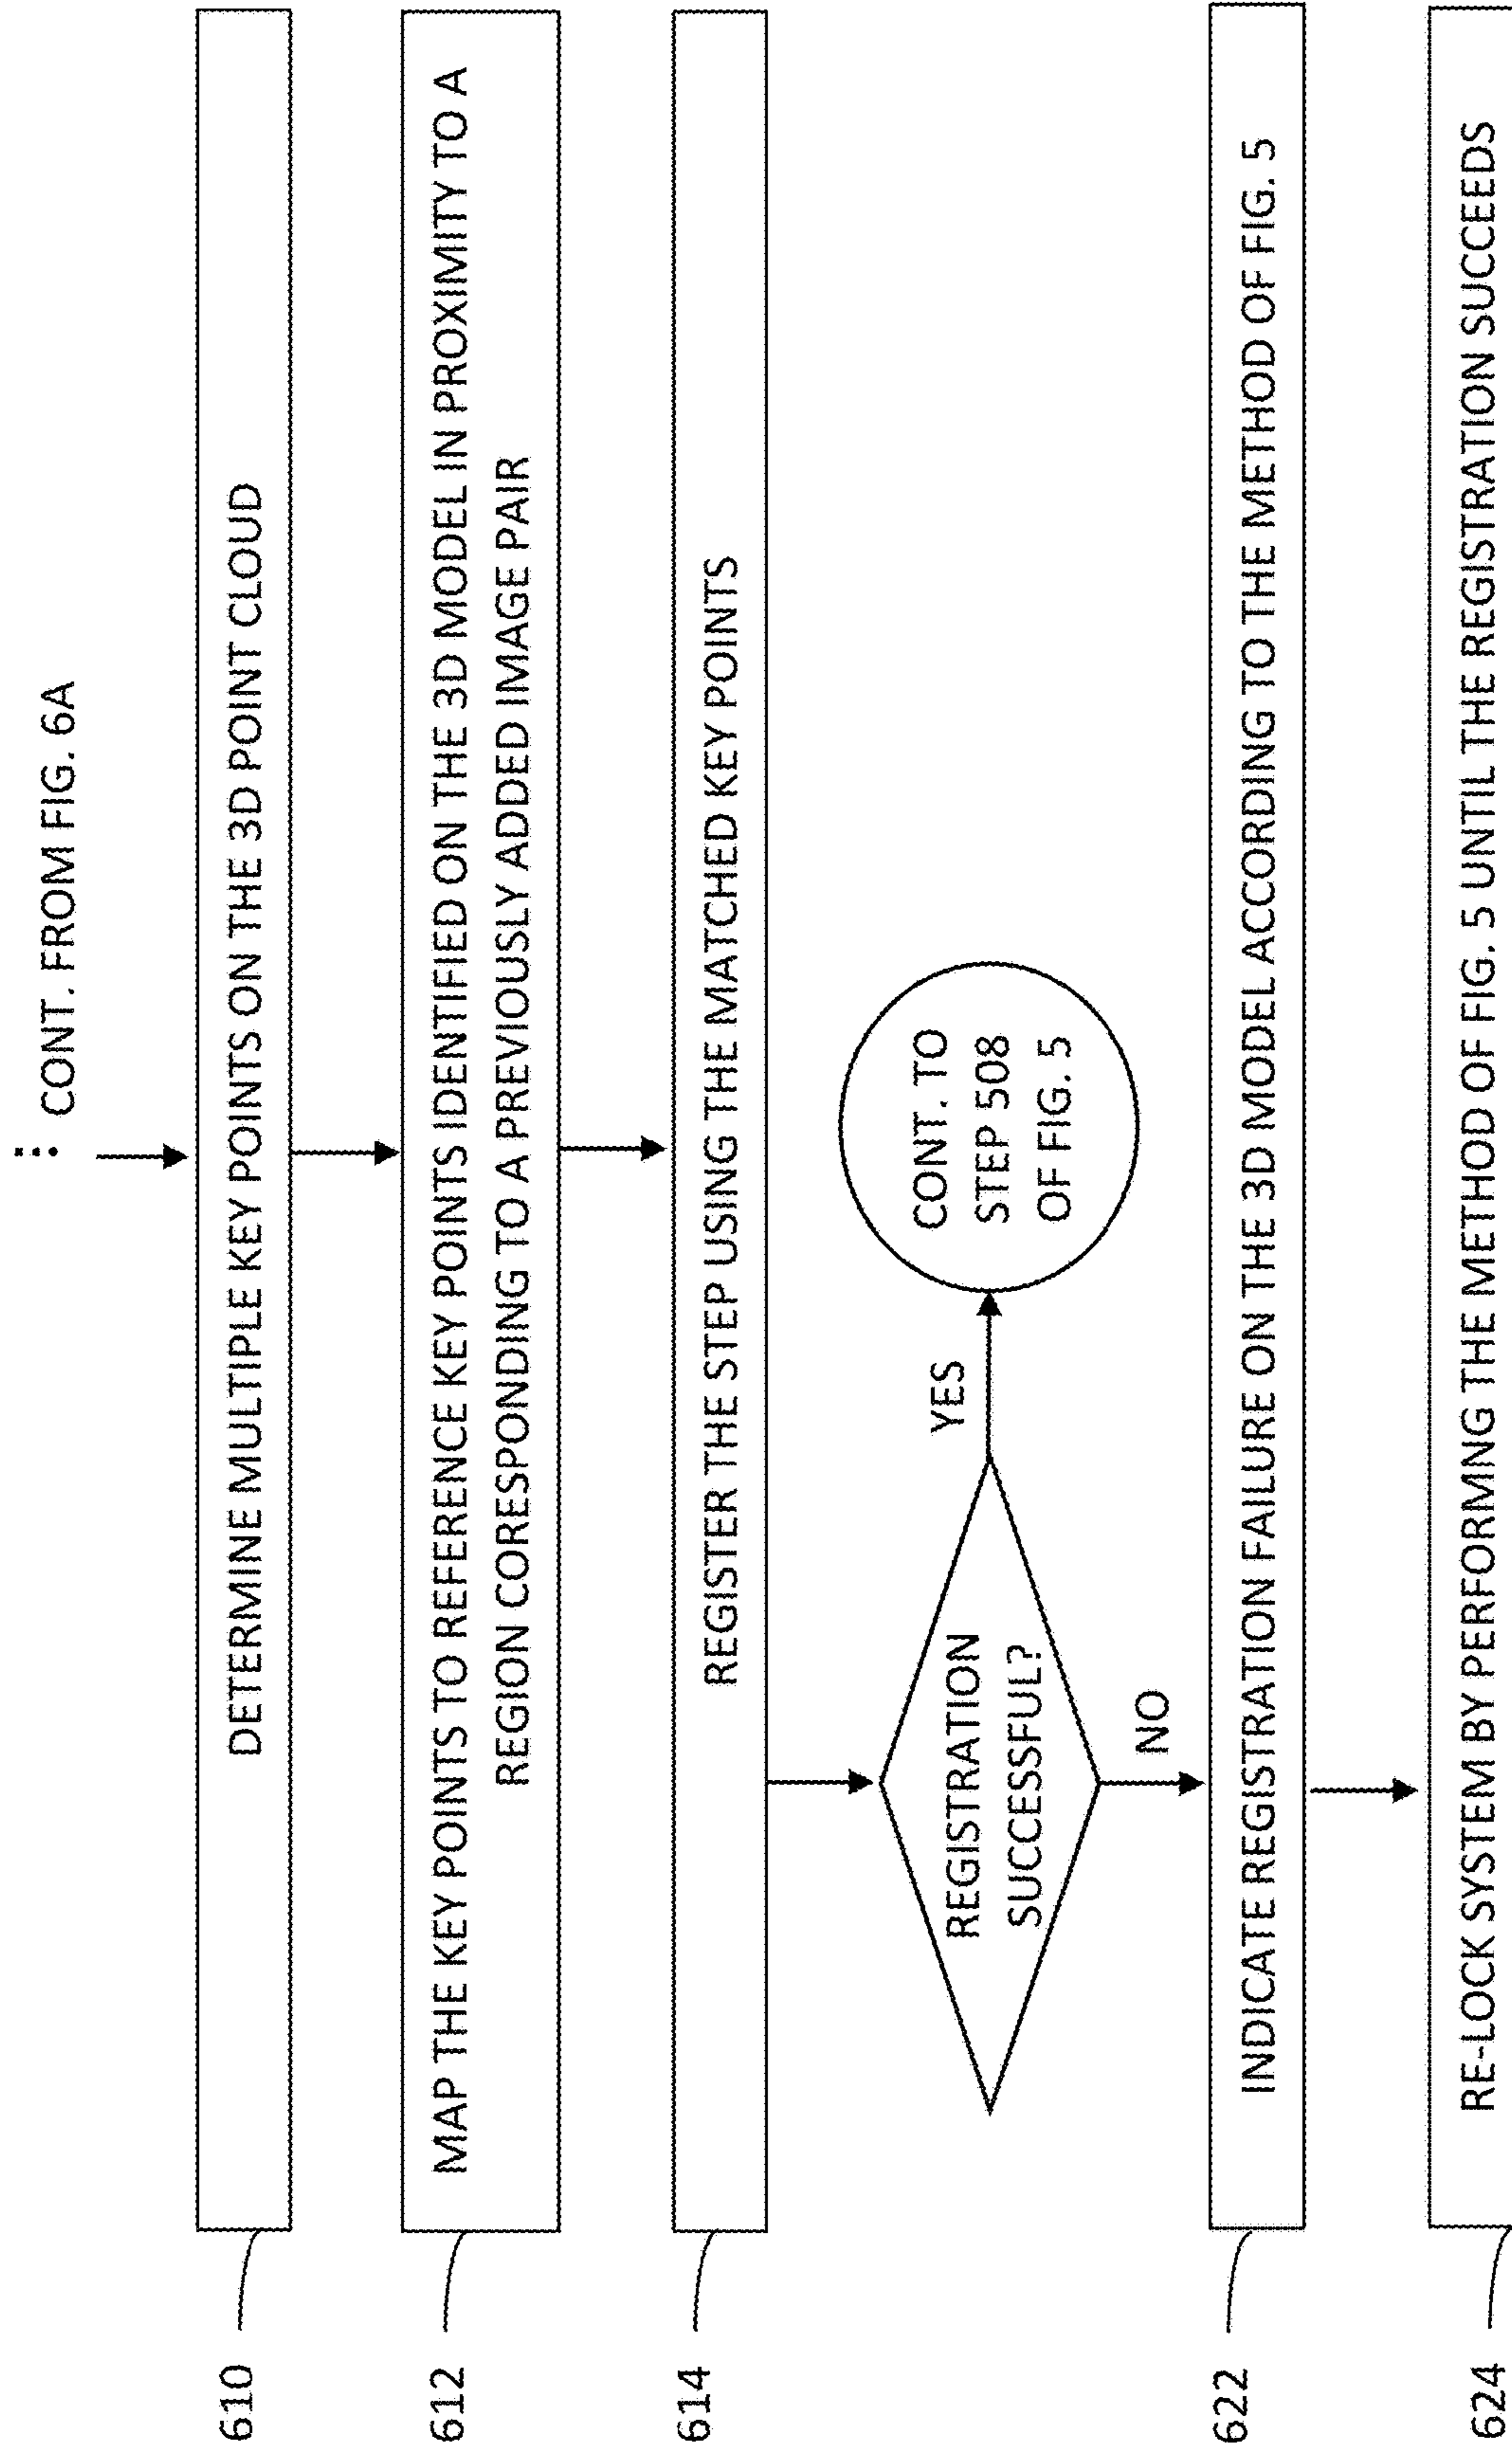 CONT. FROM FIG. 6A
610
DETERMINE MULTIPLE KEY POINTS ON THE 3D POINT CLOUD
612
MAP THE KEY POINTS TO REFERENCE KEY POINTS IDENTIFIED ON THE 3D MODEL IN PROXIMITY TO A
REGION CORESPONDING TO A PREVIOUSLY ADDED IMAGE PAIR
614
REGISTER THE STEP USING THE MATCHED KEY POINTS
REGISTRATION
SUCCESSFUL?
YES
CONT. TO
STEP 508
OF FIG. 5
NO
622
INDICATE REGISTRATION FAILURE ON THE 3D MODEL ACCORDING TO THE METHOD OF FIG. 5
624
RE-LOCK SYSTEM BY PERFORMNG THE METHOD OF FIG. 5 UNTIL THE REGISTRATION SUCCEEDS